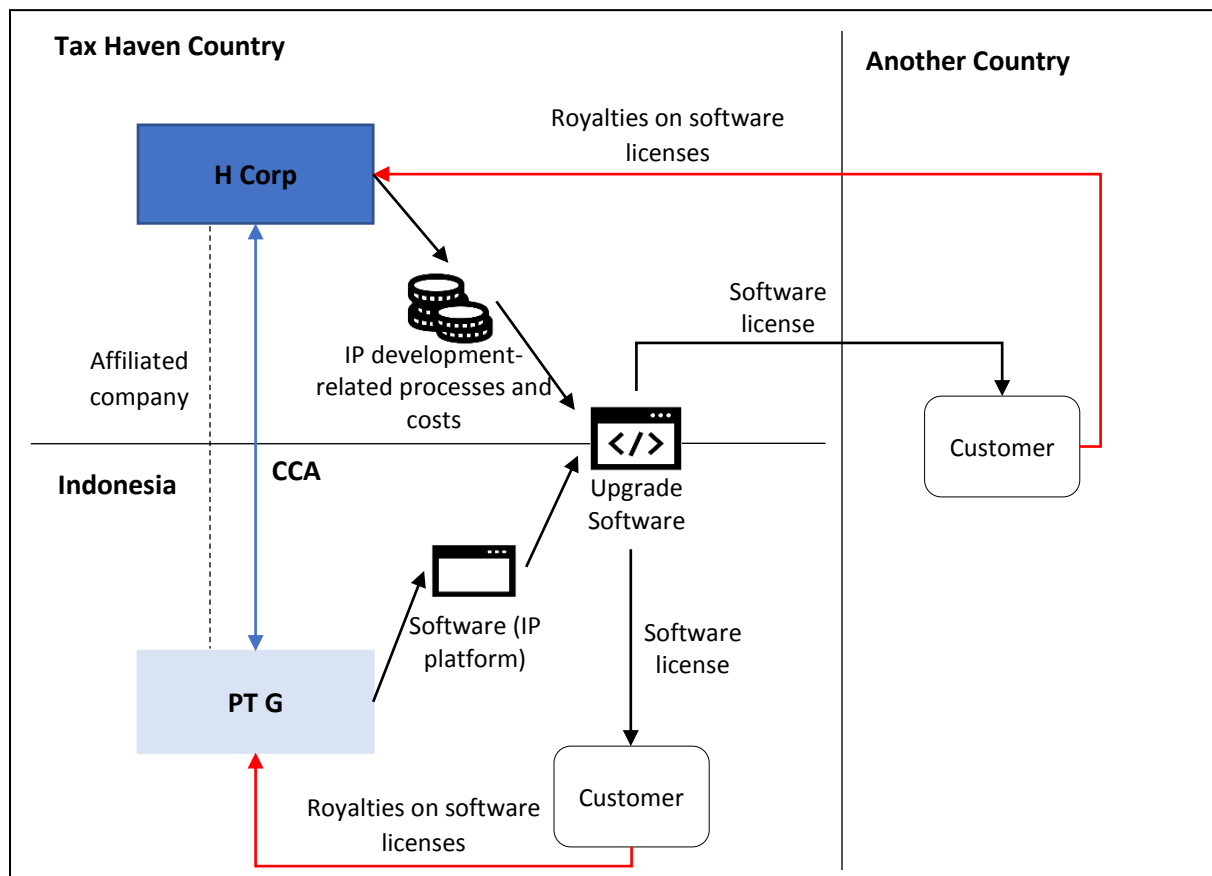 Tax Haven Country
Another Country
Royalties on software
licenses
H Corp
Software
license
Affiliated
company
IP development-
related processes and
costs
Customer
Indonesia
CCA
</>
Upgrade
Software
Software (IP
platform)
Software
license
PT G
Customer
Royalties on software
licenses